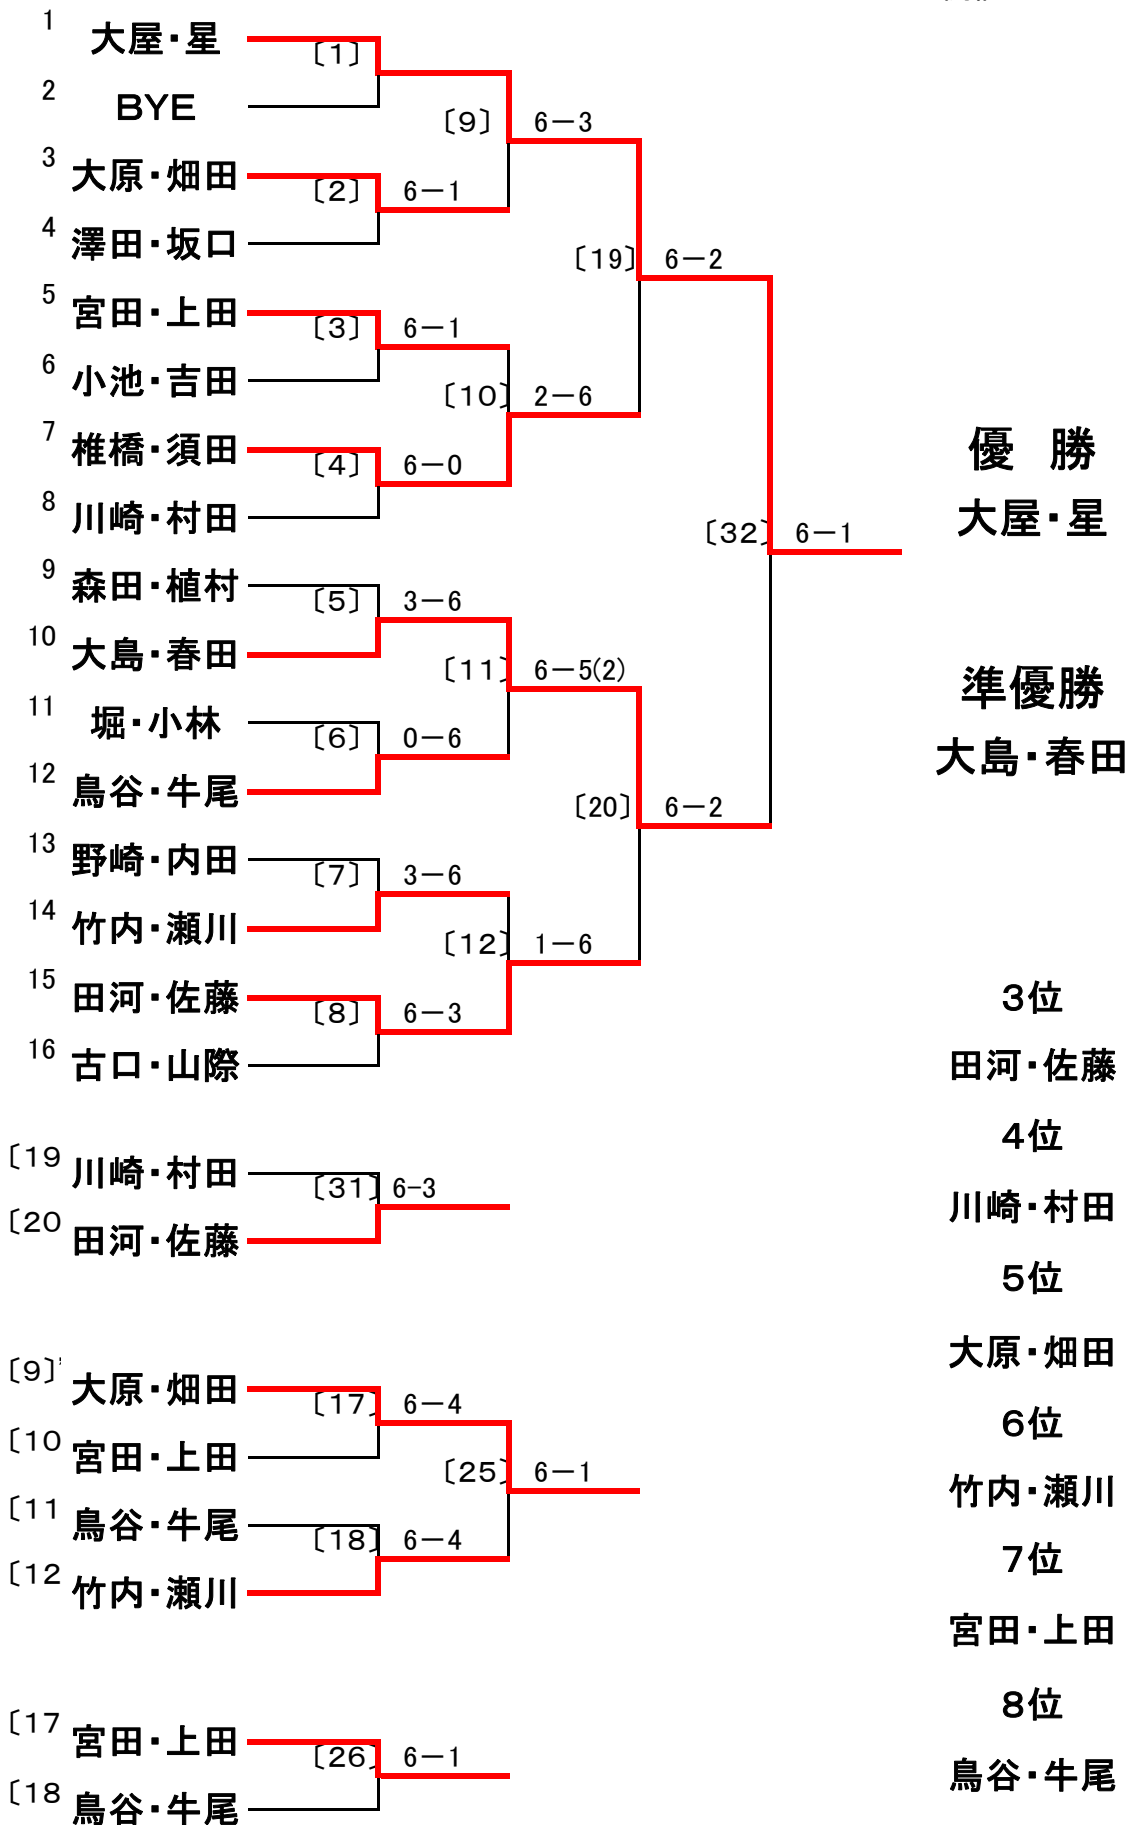 1 大屋・星
〔1〕
2 BYE
〔9〕 6－3
3 大原・畑田
〔2〕 6－1
4 澤田・坂口
〔19〕 6－2
5 宮田・上田
〔3〕 6－1
6 小池・吉田
〔10〕 2－6
7 椎橋・須田
〔4〕 6－0
8 川崎・村田
〔32〕 6－1
9 森田・植村
〔5〕 3－6
10 大島・春田
〔11〕 6－5(2)
11 堀・小林
〔6〕 0－6
12 鳥谷・牛尾
〔20〕 6－2
13 野崎・内田
〔7〕 3－6
14 竹内・瀬川
〔12〕 1－6
15 田河・佐藤
〔8〕 6－3
16 古口・山際
優 勝
大屋・星
準優勝
大島・春田
3位
田河・佐藤
4位
川崎・村田
5位
大原・畑田
6位
竹内・瀬川
7位
宮田・上田
8位
鳥谷・牛尾
〔19 川崎・村田
〔31〕 6-3
〔20 田河・佐藤
〔9〕' 大原・畑田
〔17〕 6－4
〔10 宮田・上田
〔25〕 6－1
〔11 鳥谷・牛尾
〔18〕 6－4
〔12 竹内・瀬川
〔17 宮田・上田
〔26〕 6－1
〔18 鳥谷・牛尾